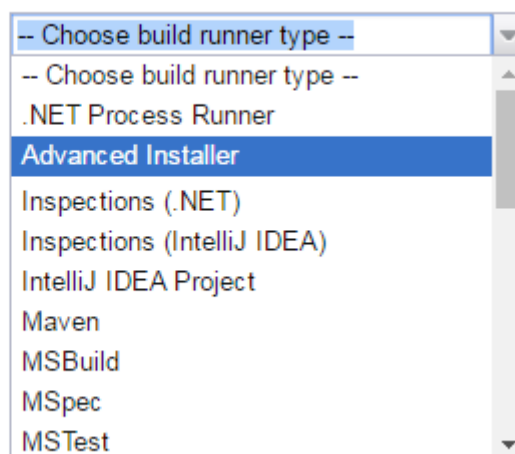 -- Choose build runner type --
-- Choose build runner type --
.NET Process Runner
Advanced Installer
Inspections (.NET)
Inspections (IntelliJ IDEA)
IntelliJ IDEA Project
Maven
MSBuild
MSpec
MSTest